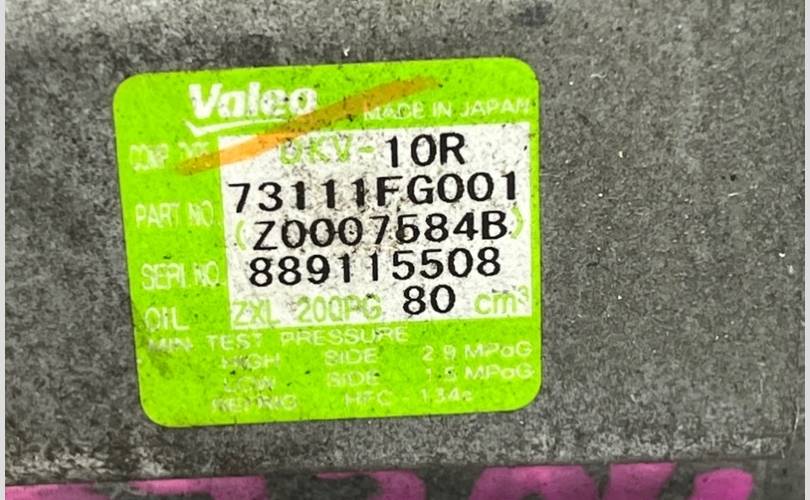 Valeo MADE IN JAPAN
COMP TYPE DKV-10R
PART NO. 73111FG001
(Z0007584B)
SERI.NO. 889115508
OIL ZXL 200PG 80 cm³
MIN TEST PRESSURE
HIGH SIDE 2.9 MPaG
LOW SIDE 1.5 MPaG
REFRIG HFC - 134a